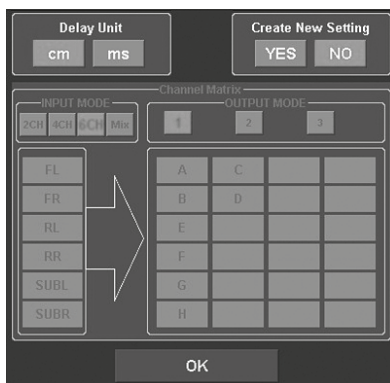 Delay Unit Create New Setting
cm ms YES NO
Channel Matrix
INPUT MODE OUTPUT MODE
2CH 4CH 6CH Mix 1 2 3
FL A C
FR B D
RL E
RR F
SUBL G
SUBR H
OK